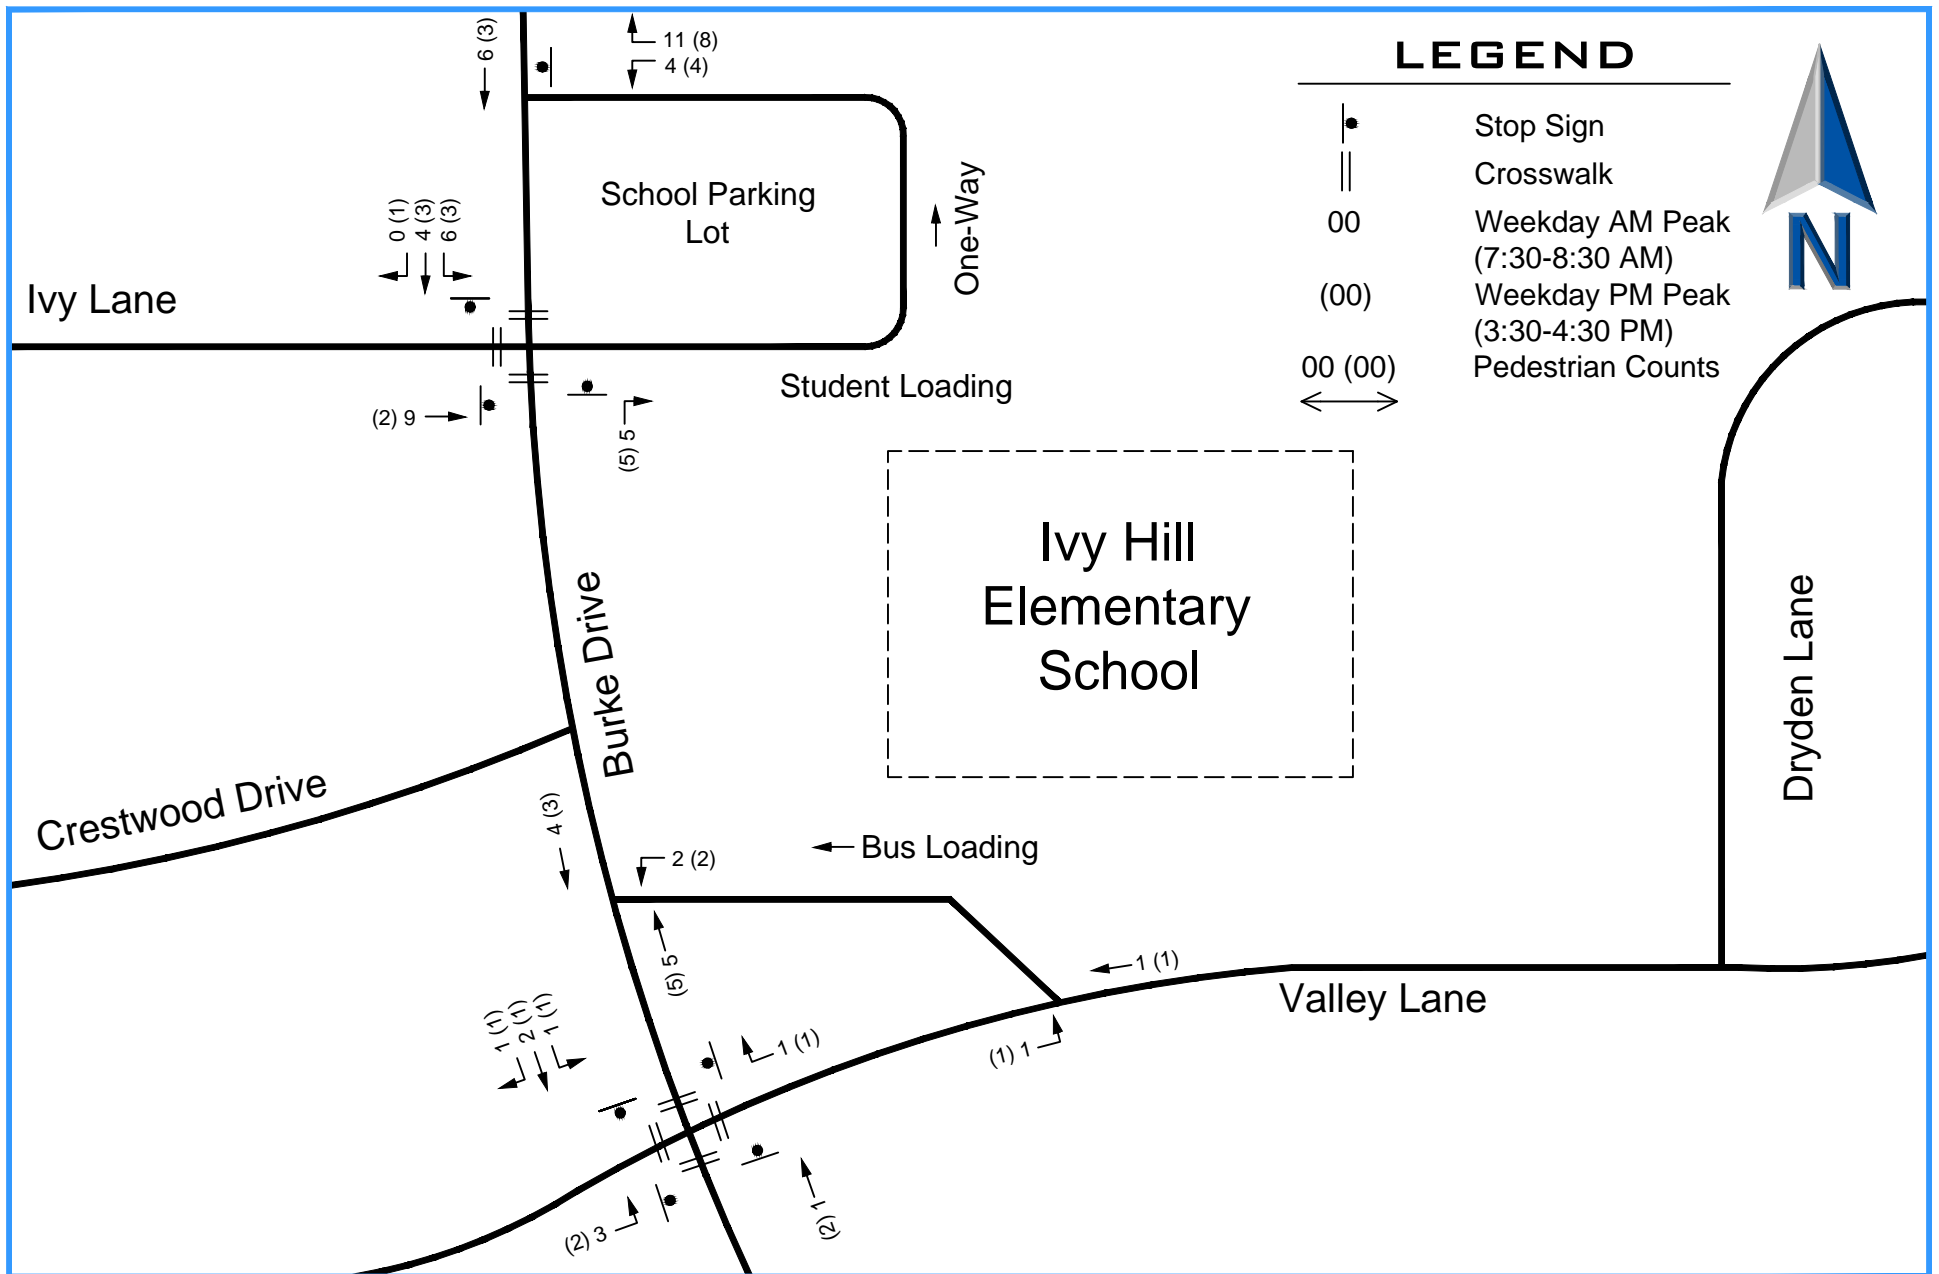 6 (3)
11 (8)
4 (4)
LEGEND
Stop Sign
Crosswalk
00
Weekday AM Peak
(7:30-8:30 AM)
(00)
Weekday PM Peak
(3:30-4:30 PM)
00 (00)
Pedestrian Counts
N
School Parking
Lot
One-Way
0 (1)
4 (3)
6 (3)
Ivy Lane
Student Loading
(2) 9
(5) 5
Ivy Hill
Elementary
School
Burke Drive
Dryden Lane
Crestwood Drive
4 (3)
2 (2)
Bus Loading
(5) 5
1 (1)
Valley Lane
1 (1)
2 (1)
1 (1)
1 (1)
(1) 1
(2) 3
(2) 1